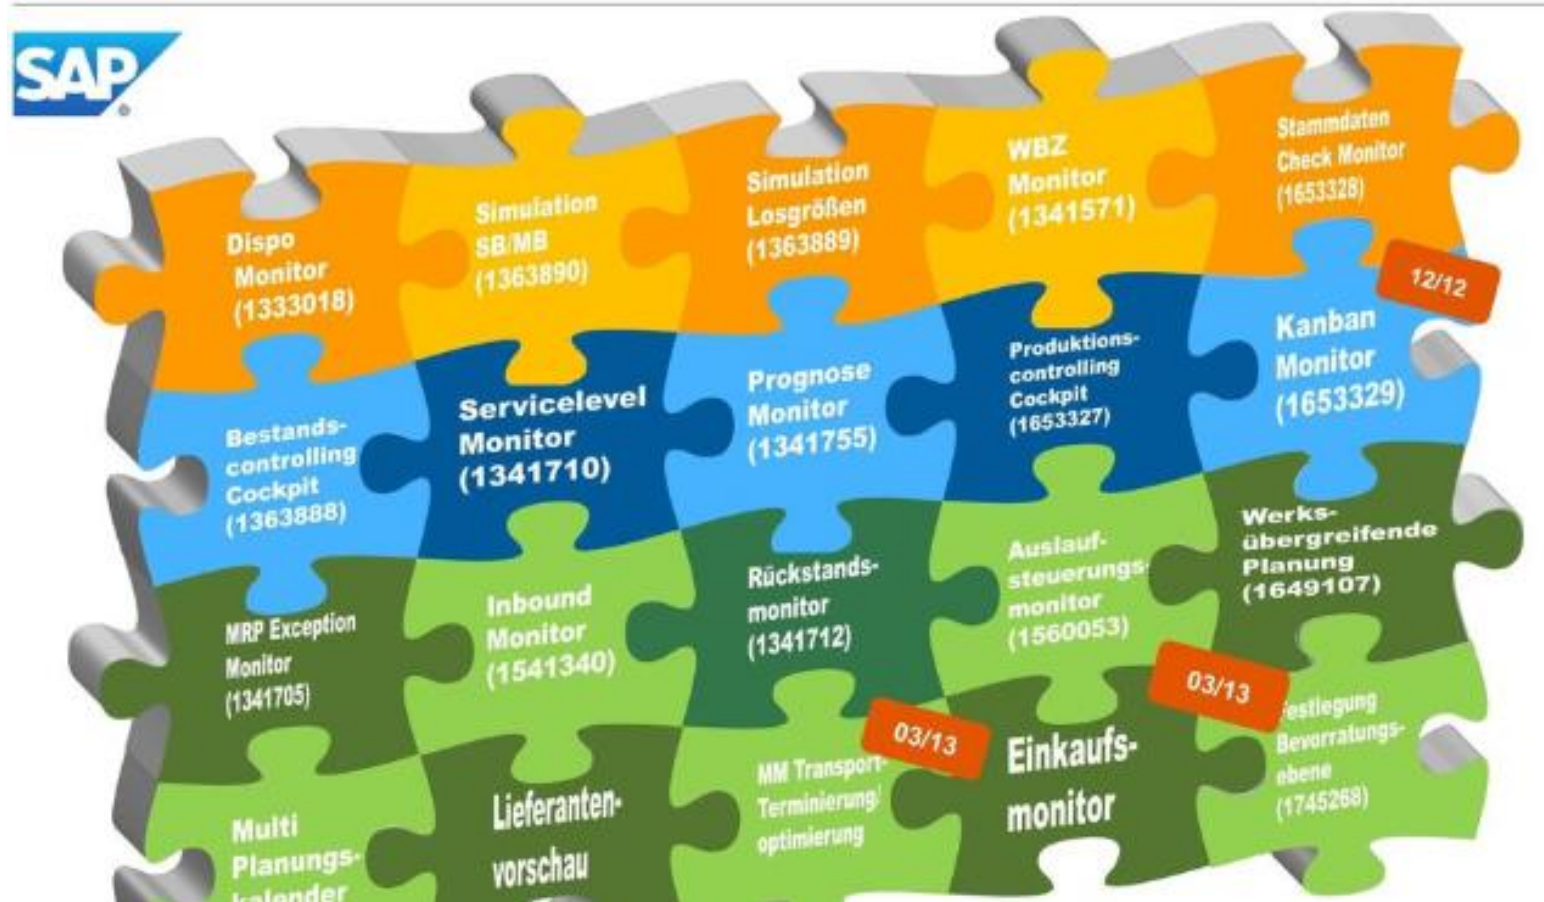 SAP
®
Dispo
Monitor
(1333018)
Simulation
SB/MB
(1363890)
Simulation
Losgrößen
(1363889)
WBZ
Monitor
(1341571)
Stammdaten
Check Monitor
(1653328)
12/12
Bestands-
controlling
Cockpit
(1363888)
Servicelevel
Monitor
(1341710)
Prognose
Monitor
(1341755)
Produktions-
controlling
Cockpit
(1653327)
Kanban
Monitor
(1653329)
MRP Exception
Monitor
(1341705)
Inbound
Monitor
(1541340)
Rückstands-
monitor
(1341712)
Auslauf-
steuerungs-
monitor
(1560053)
Werks-
übergreifende
Planung
(1649107)
Multi
Planungs-
kalender
Lieferanten-
vorschau
03/13
MM Transport-
Terminierung/
optimierung
Einkaufs-
monitor
03/13
estlegung
Bevorratungs-
ebene
(1745268)